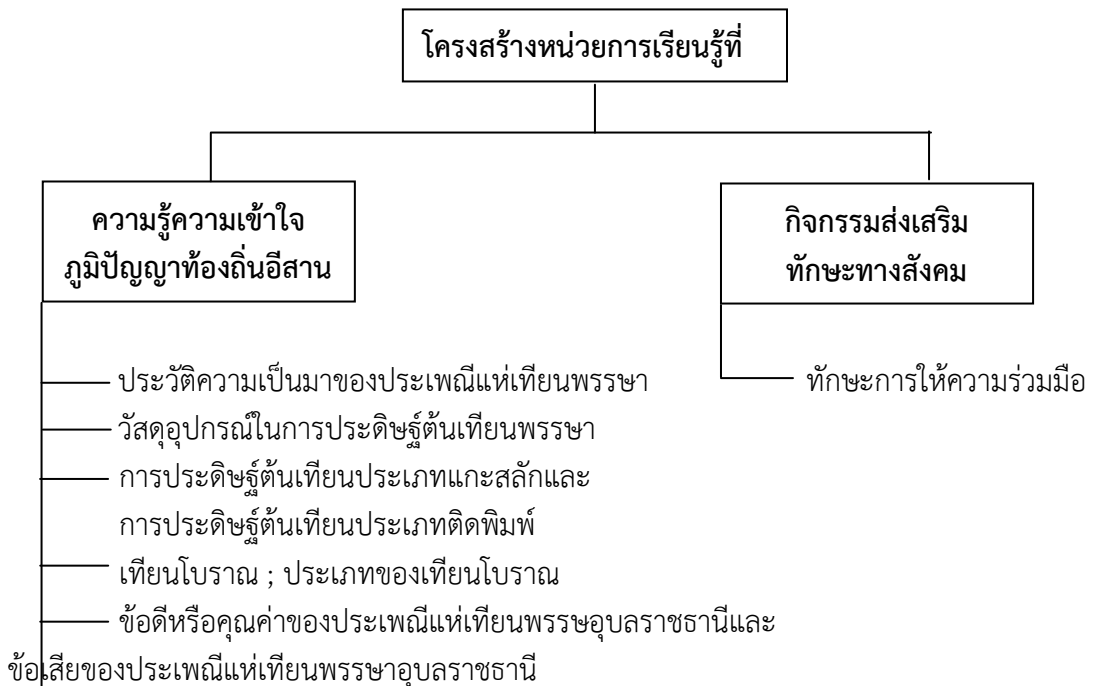 โครงสร้างหน่วยการเรียนรู้ที่
ความรู้ความเข้าใจ
ภูมิปัญญาท้องถิ่นอีสาน
กิจกรรมส่งเสริม
ทักษะทางสังคม
ประวัติความเป็นมาของประเพณีแห่เทียนพรรษา
วัสดุอุปกรณ์ในการประดิษฐ์ต้นเทียนพรรษา
การประดิษฐ์ต้นเทียนประเภทแกะสลักและ
การประดิษฐ์ต้นเทียนประเภทติดพิมพ์
เทียนโบราณ ; ประเภทของเทียนโบราณ
ข้อดีหรือคุณค่าของประเพณีแห่เทียนพรรษอุบลราชธานีและ
ข้อเสียของประเพณีแห่เทียนพรรษาอุบลราชธานี
ทักษะการให้ความร่วมมือ